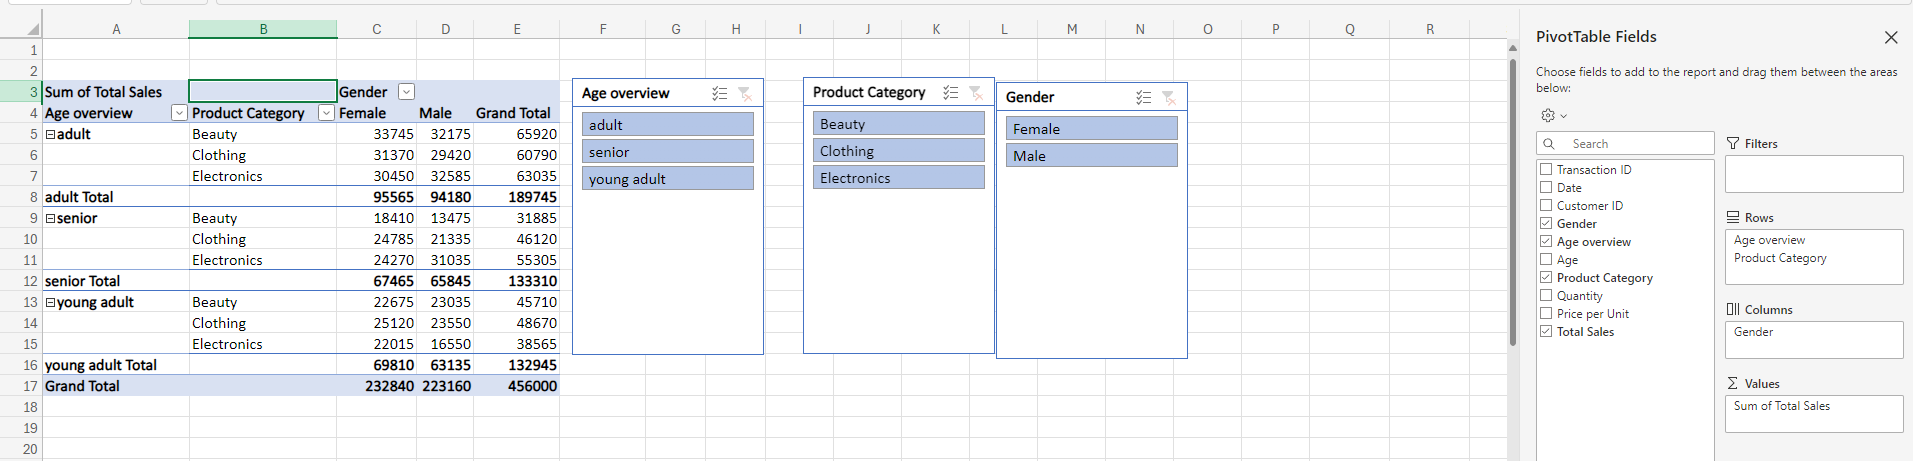 A B C D E F G H I J K L M N O P Q R
1
2
3 Sum of Total Sales Gender
4 Age overview Product Category Female Male Grand Total
5 adult Beauty 33745 32175 65920
6 Clothing 31370 29420 60790
7 Electronics 30450 32585 63035
8 adult Total 95565 94180 189745
9 senior Beauty 18410 13475 31885
10 Clothing 24785 21335 46120
11 Electronics 24270 31035 55305
12 senior Total 67465 65845 133310
13 young adult Beauty 22675 23035 45710
14 Clothing 25120 23550 48670
15 Electronics 22015 16550 38565
16 young adult Total 69810 63135 132945
17 Grand Total 232840 223160 456000
18
19
20
Age overview
adult
senior
young adult
Product Category
Beauty
Clothing
Electronics
Gender
Female
Male
PivotTable Fields
Choose fields to add to the report and drag them between the areas
below:
Search
Transaction ID
Date
Customer ID
Gender
Age overview
Age
Product Category
Quantity
Price per Unit
Total Sales
Filters
Rows
Age overview
Product Category
Columns
Gender
Σ Values
Sum of Total Sales